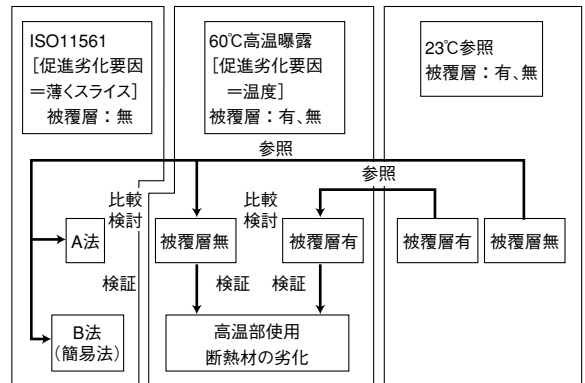 ISO11561
[促進劣化要因
=薄くスライス]
被覆層:無
60℃高温曝露
[促進劣化要因
=温度]
被覆層:有、無
23℃参照
被覆層:有、無
参照
参照
比較
検討
比較
検討
A法
被覆層無
被覆層有
被覆層有
被覆層無
検証
検証
検証
B法
(簡易法)
高温部使用
断熱材の劣化